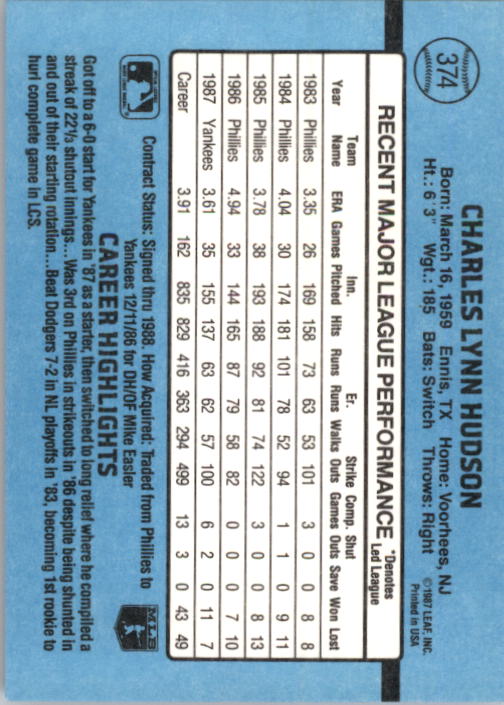 374
CHARLES LYNN HUDSON
Born: March 16, 1959 Ennis, TX Home: Voorhees, NJ
Ht.: 6'3" Wgt.: 185 Bats: Switch Throws: Right
©1987 LEAF, INC.
Printed in USA
RECENT MAJOR LEAGUE PERFORMANCE
*Denotes
Led League
Team Inn. Er. Strike Comp. Shut
Year Name ERA Games Pitched Hits Runs Runs Walks Outs Games Outs Save Won Lost
1983 Phillies 3.35 26 169 158 73 63 53 101 3 0 0 8 8
1984 Phillies 4.04 30 174 181 101 78 52 94 1 1 0 9 11
1985 Phillies 3.78 38 193 188 92 81 74 122 3 0 0 8 13
1986 Phillies 4.94 33 144 165 87 79 58 82 0 0 0 7 10
1987 Yankees 3.61 35 155 137 63 62 57 100 6 2 0 11 7
Career 3.91 162 835 829 416 363 294 499 13 3 0 43 49
Contract Status: Signed thru 1988. How Acquired: Traded from Phillies to
Yankees 12/11/86 for DH/OF Mike Easler
MLB
CAREER HIGHLIGHTS
Got off to a 6-0 start for Yankees in '87 as a starter, then switched to long relief where he compiled a
streak of 22⅓ shutout innings...Was 3rd on Phillies in strikeouts in '86 despite being shunted in
and out of their starting rotation...Beat Dodgers 7-2 in NL playoffs in '83, becoming 1st rookie to
hurl complete game in LCS.